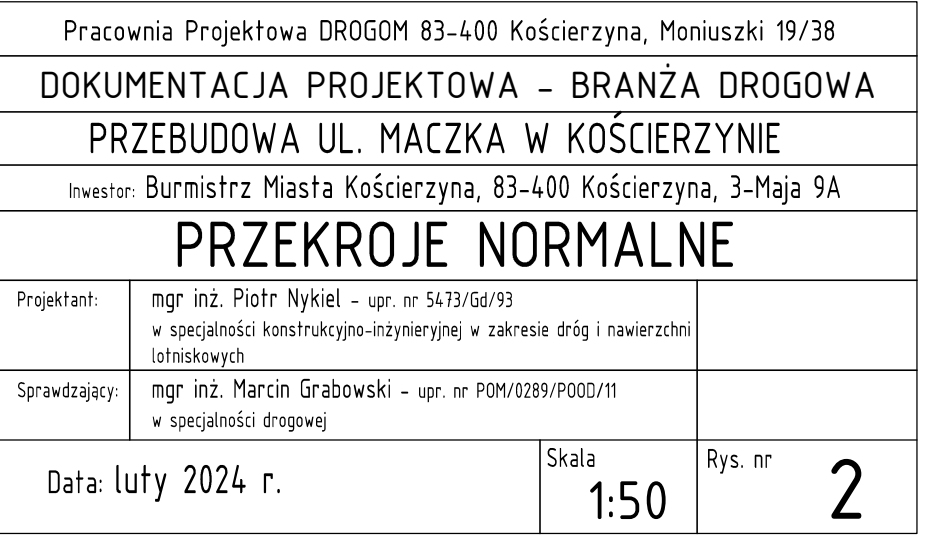 Pracownia Projektowa DROGOM 83-400 Kościerzyna, Moniuszki 19/38
DOKUMENTACJA PROJEKTOWA - BRANŻA DROGOWA
PRZEBUDOWA UL. MACZKA W KOŚCIERZYNIE
Inwestor: Burmistrz Miasta Kościerzyna, 83-400 Kościerzyna, 3-Maja 9A
PRZEKROJE NORMALNE
Projektant: mgr inż. Piotr Nykiel - upr. nr 5473/Gd/93
w specjalności konstrukcyjno-inżynieryjnej w zakresie dróg i nawierzchni
lotniskowych
Sprawdzający: mgr inż. Marcin Grabowski - upr. nr POM/0289/POOD/11
w specjalności drogowej
Data: luty 2024 r.
Skala
1:50
Rys. nr
2